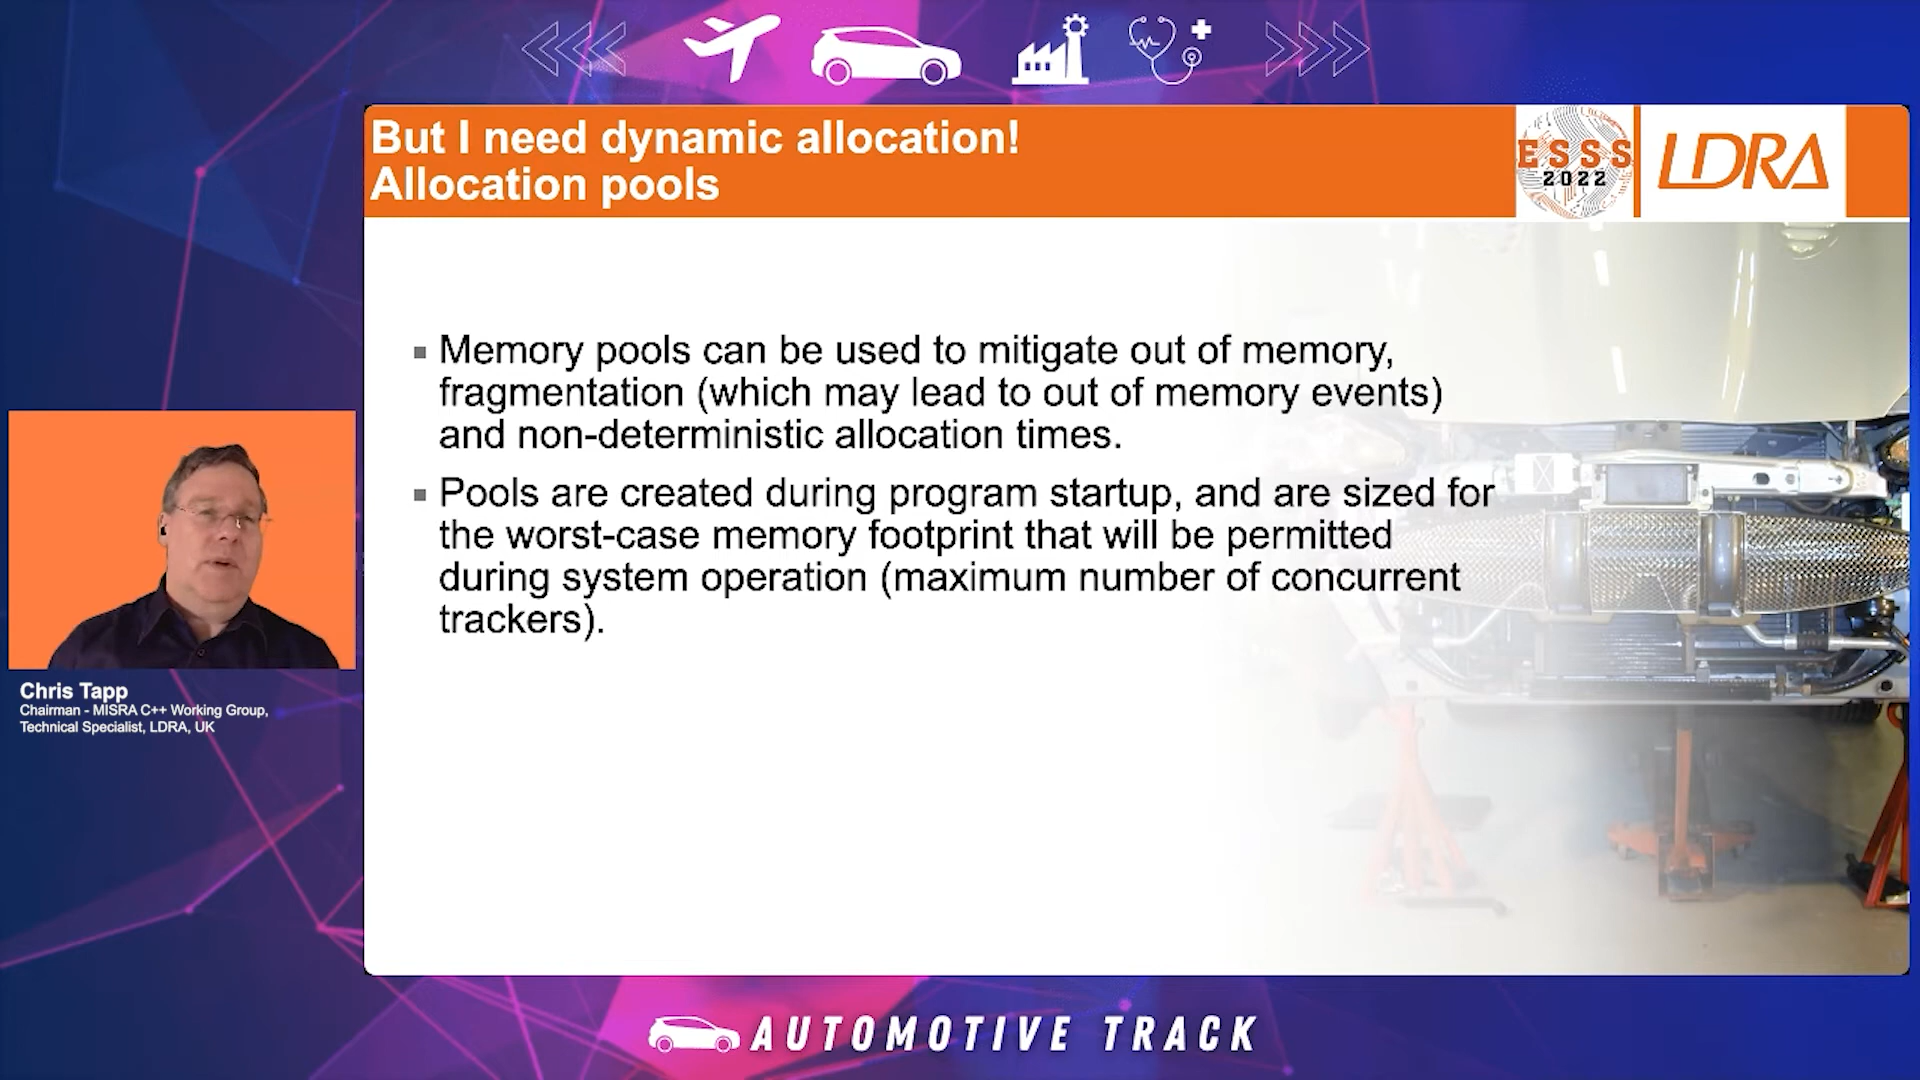 But I need dynamic allocation!
Allocation pools
ESSS
2022
LDRA
▪ Memory pools can be used to mitigate out of memory,
fragmentation (which may lead to out of memory events)
and non-deterministic allocation times.
▪ Pools are created during program startup, and are sized for
the worst-case memory footprint that will be permitted
during system operation (maximum number of concurrent
trackers).
Chris Tapp
Chairman - MISRA C++ Working Group,
Technical Specialist, LDRA, UK
AUTOMOTIVE TRACK